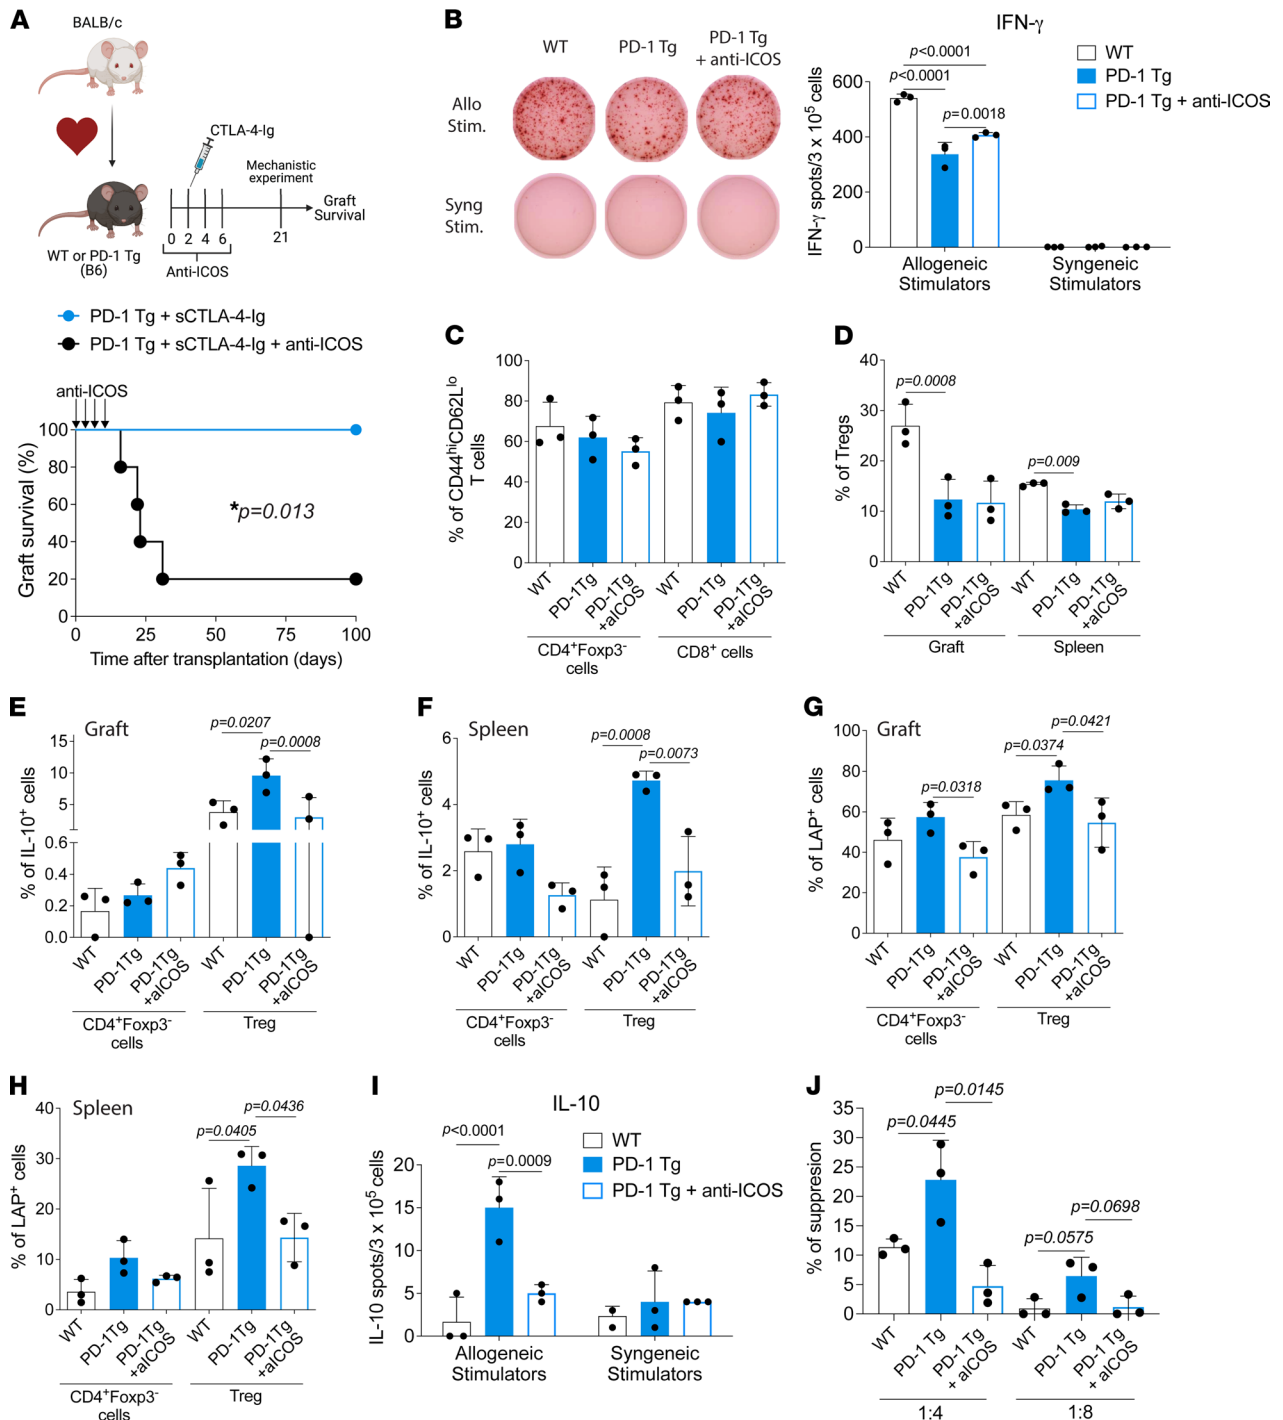 A
BALB/c
WT or PD-1 Tg
(B6)
CTLA-4-Ig
Mechanistic
experiment
Graft
Survival
0 2 4 6 21
Anti-ICOS
PD-1 Tg + sCTLA-4-Ig
PD-1 Tg + sCTLA-4-Ig + anti-ICOS
anti-ICOS
Graft survival (%)
100
80
60
40
20
0
*p=0.013
0 25 50 75 100
Time after transplantation (days)
B
WT PD-1 Tg PD-1 Tg
+ anti-ICOS
Allo
Stim.
Syng
Stim.
IFN-γ
p<0.0001
p<0.0001
p=0.0018
WT
PD-1 Tg
PD-1 Tg + anti-ICOS
IFN-γ spots/3 x 10⁵ cells
600
400
200
0
Allogeneic
Stimulators
Syngeneic
Stimulators
C
% of CD44ʰⁱCD62Lˡᵒ
T cells
100
80
60
40
20
0
WT PD-1Tg PD-1Tg
+aICOS
WT PD-1Tg PD-1Tg
+aICOS
CD4⁺Foxp3⁻
cells
CD8⁺ cells
D
% of Tregs
40
30
20
10
0
p=0.0008
p=0.009
WT PD-1Tg PD-1Tg
+aICOS
WT PD-1Tg PD-1Tg
+aICOS
Graft Spleen
E
Graft
% of IL-10⁺ cells
15
10
5
0.6
0.4
0.2
0.0
p=0.0207
p=0.0008
WT PD-1Tg PD-1Tg
+aICOS
WT PD-1Tg PD-1Tg
+aICOS
CD4⁺Foxp3⁻
cells
Treg
F
Spleen
% of IL-10⁺ cells
6
4
2
0
p=0.0008
p=0.0073
WT PD-1Tg PD-1Tg
+aICOS
WT PD-1Tg PD-1Tg
+aICOS
CD4⁺Foxp3⁻
cells
Treg
G
Graft
% of LAP⁺ cells
100
80
60
40
20
0
p=0.0318
p=0.0374
p=0.0421
WT PD-1Tg PD-1Tg
+aICOS
WT PD-1Tg PD-1Tg
+aICOS
CD4⁺Foxp3⁻
cells
Treg
H
Spleen
% of LAP⁺ cells
40
30
20
10
0
p=0.0405
p=0.0436
WT PD-1Tg PD-1Tg
+aICOS
WT PD-1Tg PD-1Tg
+aICOS
CD4⁺Foxp3⁻
cells
Treg
I
IL-10
IL-10 spots/3 x 10⁵ cells
20
15
10
5
0
p<0.0001
p=0.0009
WT
PD-1 Tg
PD-1 Tg + anti-ICOS
Allogeneic
Stimulators
Syngeneic
Stimulators
J
% of suppresion
35
30
25
20
15
10
5
0
p=0.0145
p=0.0445
p=0.0698
p=0.0575
WT PD-1 Tg PD-1 Tg
+ aICOS
WT PD-1 Tg PD-1 Tg
+ aICOS
1:4 1:8